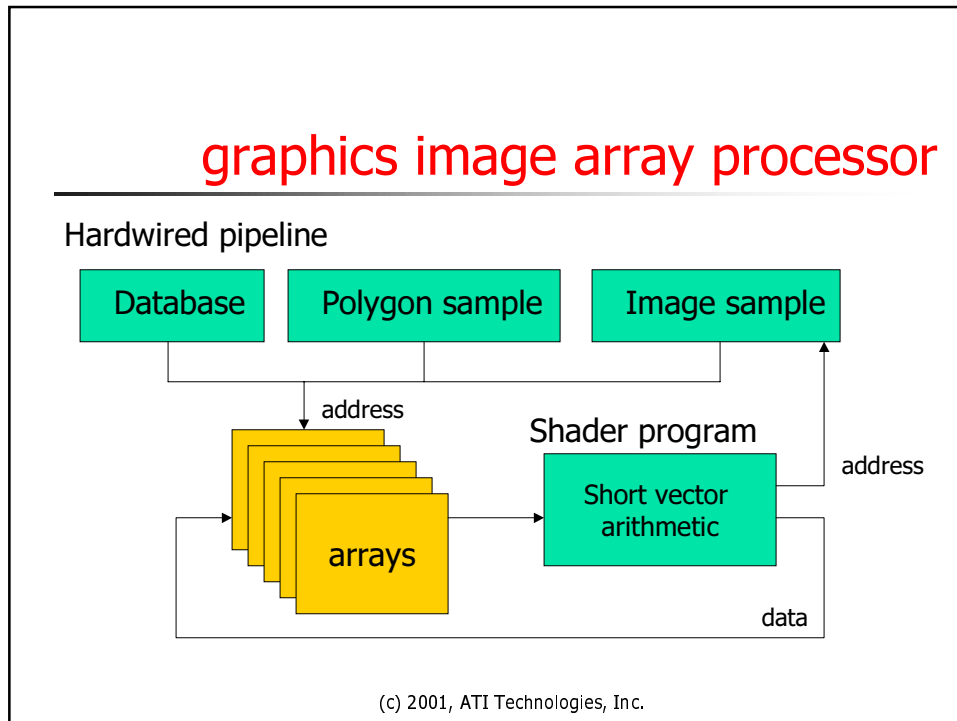 graphics image array processor
Hardwired pipeline
Database
Polygon sample
Image sample
address
Shader program
address
Short vector
arithmetic
arrays
data
(c) 2001, ATI Technologies, Inc.